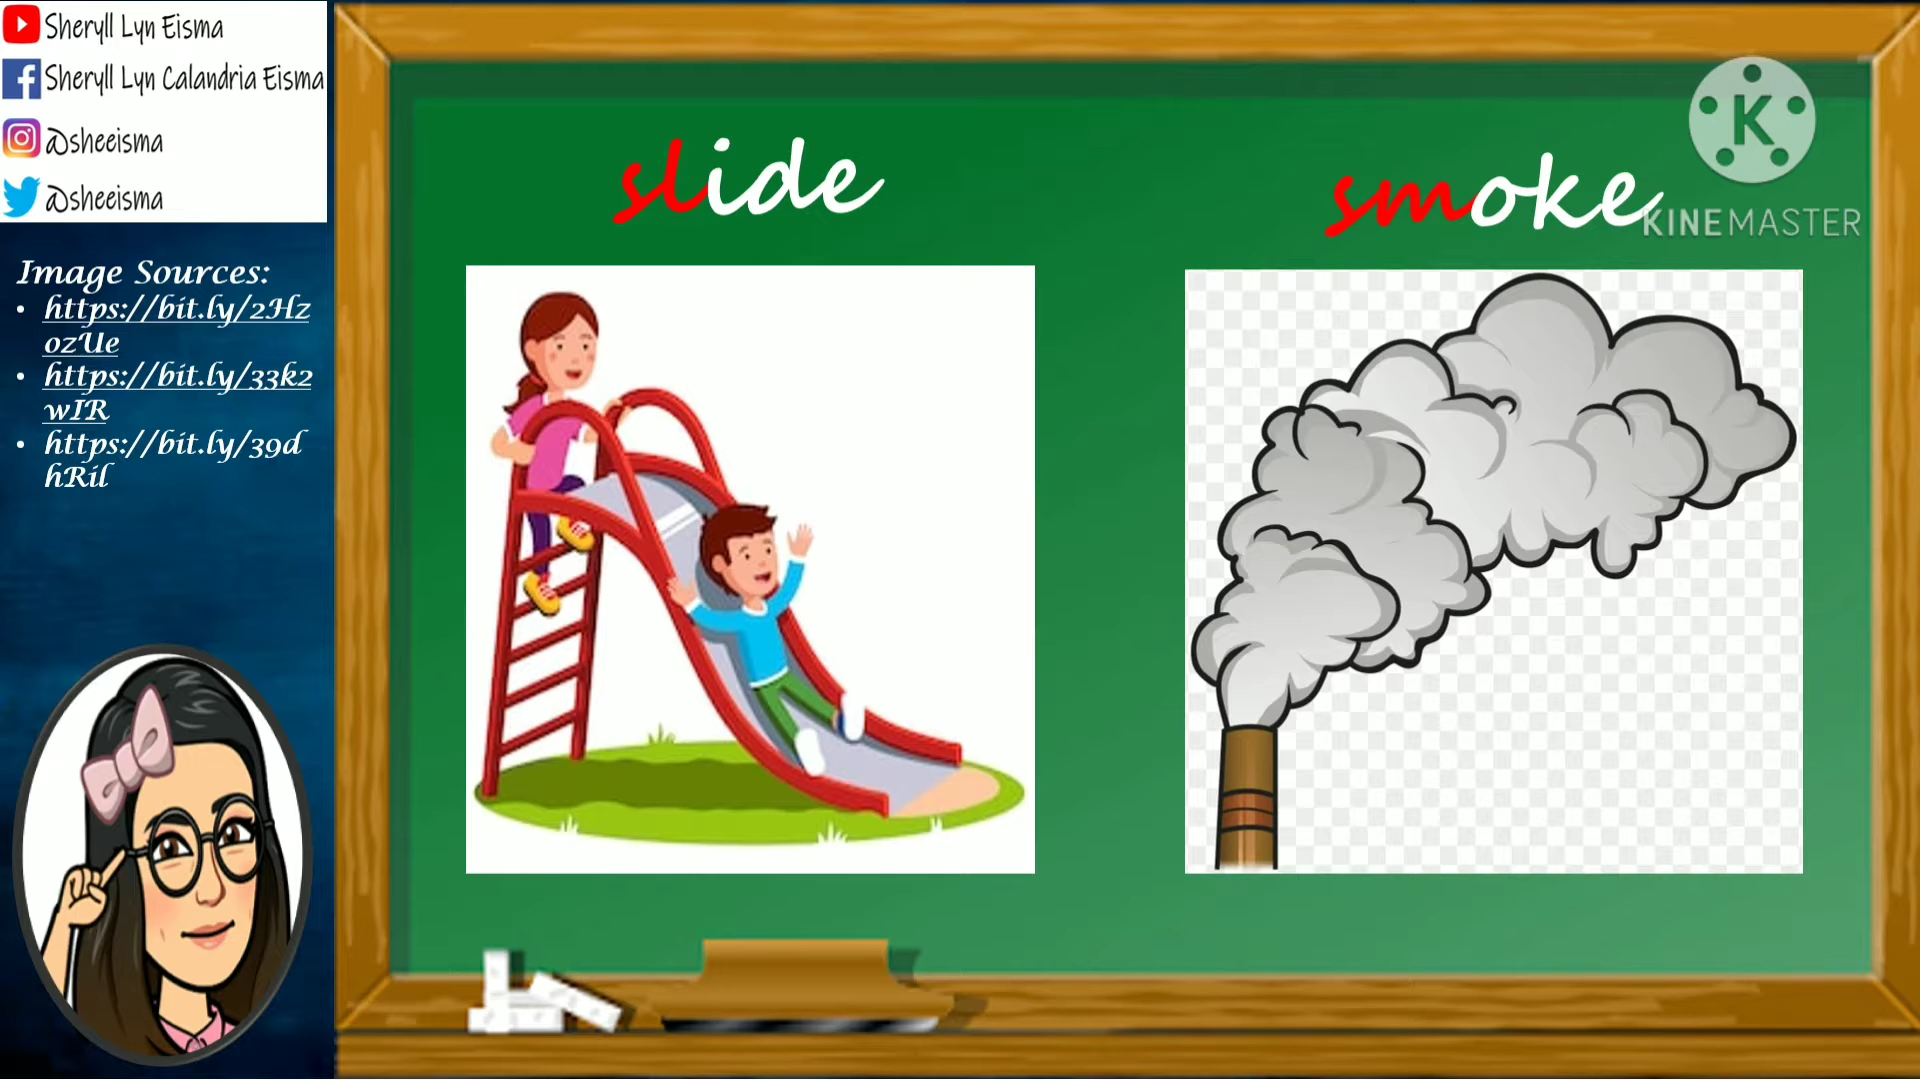 Sheryll Lyn Eisma
Sheryll Lyn Calandria Eisma
@sheeisma
@sheeisma
Image Sources:
• https://bit.ly/2Hz
ozUe
• https://bit.ly/33k2
wIR
• https://bit.ly/39d
hRil
slide
smoke
K
KINEMASTER